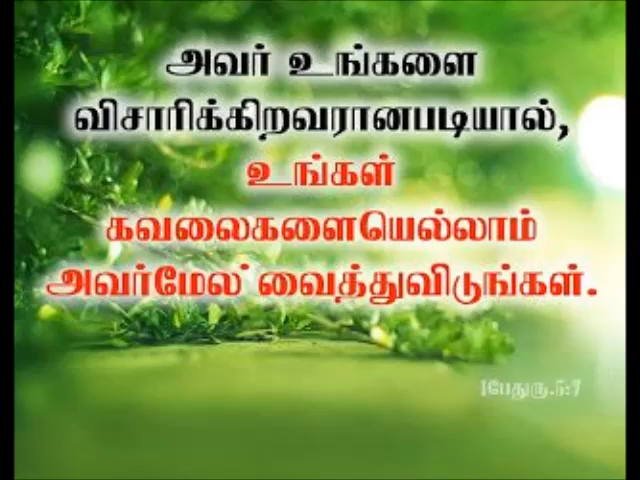 அவர் உங்களை
விசாரிக்கிறவரானபடியால்,
உங்கள்
கவலைகளையெல்லாம்
அவர்மேல் வைத்துவிடுங்கள்.
1பேதுரு.5:7